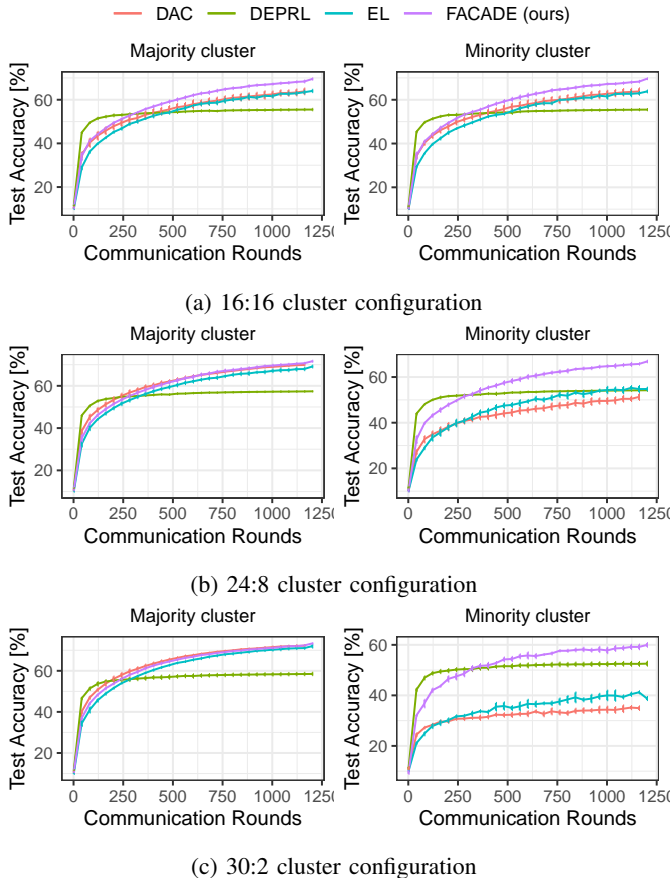 DAC DEPRL EL FACADE (ours)
Majority cluster Minority cluster
Test Accuracy [%]
60
40
20
0 250 500 750 1000 1250
Communication Rounds
Test Accuracy [%]
60
40
20
0 250 500 750 1000 1250
Communication Rounds
(a) 16:16 cluster configuration
Majority cluster Minority cluster
Test Accuracy [%]
60
40
20
0 250 500 750 1000 1250
Communication Rounds
Test Accuracy [%]
60
40
20
0 250 500 750 1000 1250
Communication Rounds
(b) 24:8 cluster configuration
Majority cluster Minority cluster
Test Accuracy [%]
60
40
20
0 250 500 750 1000 1250
Communication Rounds
Test Accuracy [%]
60
40
20
0 250 500 750 1000 1250
Communication Rounds
(c) 30:2 cluster configuration